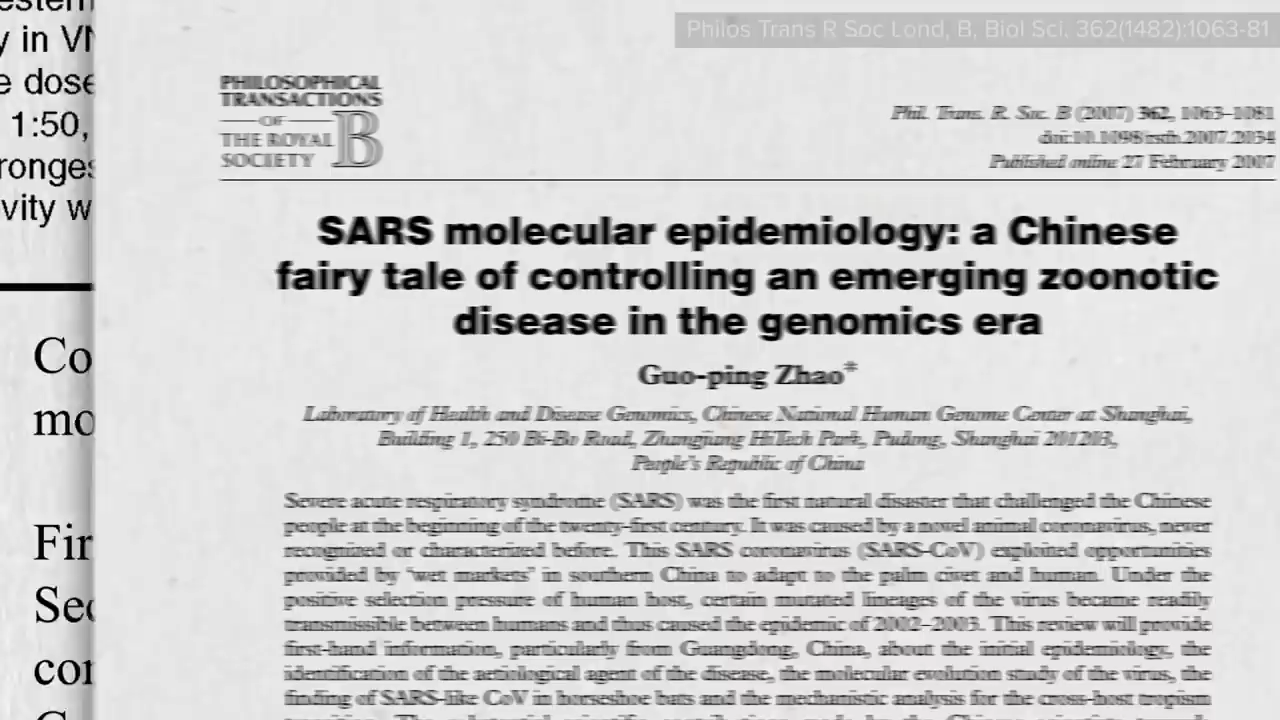 estern
y in VN
e dose
1:50,
ronges
vity w
Co
mo
Fir
Sec
con
Philos Trans R Soc Lond, B, Biol Sci. 362(1482):1063-81
PHILOSOPHICAL
TRANSACTIONS
OF
THE ROYAL
SOCIETY B
Phil. Trans. R. Soc. B (2007) 362, 1063–1081
doi:10.1098/rstb.2007.2034
Published online 27 February 2007
SARS molecular epidemiology: a Chinese
fairy tale of controlling an emerging zoonotic
disease in the genomics era
Guo-ping Zhao*
Laboratory of Health and Disease Genomics, Chinese National Human Genome Center at Shanghai,
Building 1, 250 Bi-Bo Road, Zhangjiang HiTech Park, Pudong, Shanghai 201203,
People's Republic of China
Severe acute respiratory syndrome (SARS) was the first natural disaster that challenged the Chinese
people at the beginning of the twenty-first century. It was caused by a novel animal coronavirus, never
recognized or characterized before. This SARS coronavirus (SARS-CoV) exploited opportunities
provided by 'wet markets' in southern China to adapt to the palm civet and human. Under the
positive selection pressure of human host, certain mutated lineages of the virus became readily
transmissible between humans and thus caused the epidemic of 2002–2003. This review will provide
first-hand information, particularly from Guangdong, China, about the initial epidemiology, the
identification of the aetiological agent of the disease, the molecular evolution study of the virus, the
finding of SARS-like CoV in horseshoe bats and the mechanistic analysis for the cross-host tropism